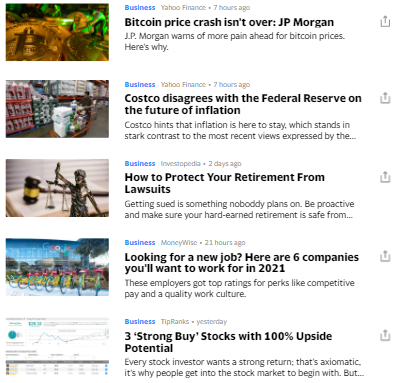 Business Yahoo Finance • 7 hours ago
Bitcoin price crash isn't over: JP Morgan
J.P. Morgan warns of more pain ahead for bitcoin prices.
Here's why.
Business Yahoo Finance • 7 hours ago
Costco disagrees with the Federal Reserve on
the future of inflation
Costco hints that inflation is here to stay, which stands in
stark contrast to the most recent views expressed by the...
Business Investopedia • 2 days ago
How to Protect Your Retirement From
Lawsuits
Getting sued is something noboddy plans on. Be proactive
and make sure your hard-earned retirement is safe from...
Business MoneyWise • 21 hours ago
Looking for a new job? Here are 6 companies
you'll want to work for in 2021
These employers got top ratings for perks like competitive
pay and a quality work culture.
Business TipRanks • yesterday
3 ‘Strong Buy’ Stocks with 100% Upside
Potential
Every stock investor wants a strong return; that's axiomatic,
it's why people get into the stock market to begin with. But...